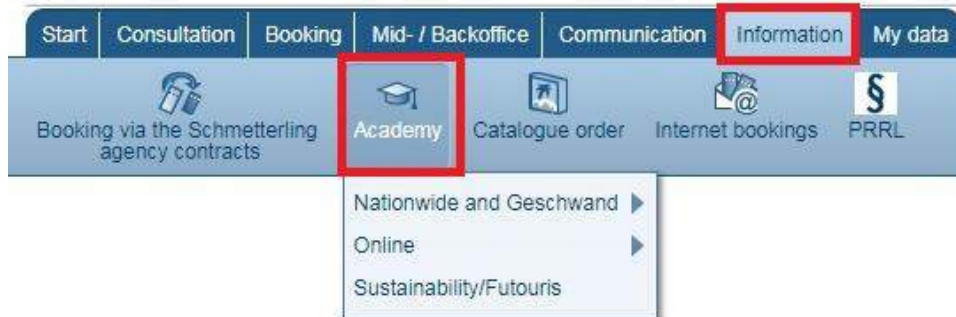 Start Consultation Booking Mid- / Backoffice Communication Information My data
Booking via the Schmetterling
agency contracts
Academy
Catalogue order
Internet bookings
§
PRRL
Nationwide and Geschwand
Online
Sustainability/Futouris